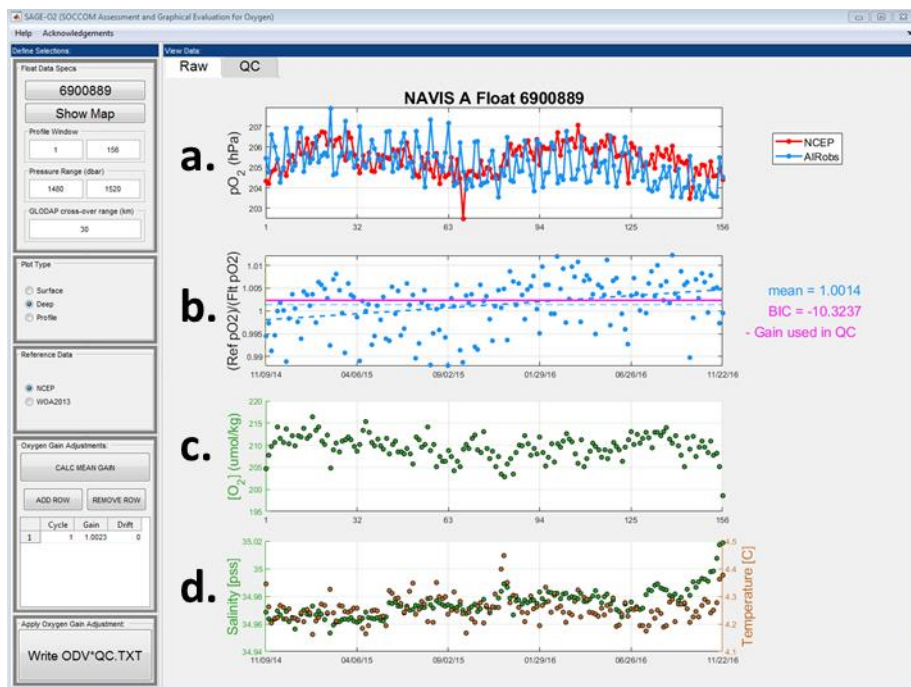 SAGE-O2 (SOCCOM Assessment and Graphical Evaluation for Oxygen)
Help Acknowledgements
Define Selections:
View Data:
Float Data Specs
6900889
Show Map
Profile Window
1 156
Pressure Range (dbar)
1480 1520
GLODAP cross-over range (km)
30
Plot Type
Surface
Deep
Profile
Reference Data
NCEP
WOA2013
Oxygen Gain Adjustments:
CALC MEAN GAIN
ADD ROW REMOVE ROW
Cycle Gain Drift
1 1 1.0023 0
Apply Oxygen Gain Adjustment:
Write ODV*QC.TXT
Raw QC
NAVIS A Float 6900889
a.
pO2 (hPa)
207
206
205
204
203
1 32 63 94 125 156
NCEP
AIRobs
b.
(Ref pO2)/(Flt pO2)
1.01
1.005
1
0.995
0.99
11/09/14 04/06/15 09/02/15 01/29/16 06/26/16 11/22/16
mean = 1.0014
BIC = -10.3237
- Gain used in QC
c.
[O2] (umol/kg)
220
215
210
205
200
195
1 32 63 94 125 156
d.
Salinity [pss]
35.02
35
34.98
34.96
34.94
Temperature [C]
4.5
4.4
4.3
4.2
4.1
11/09/14 04/06/15 09/02/15 01/29/16 06/26/16 11/22/16